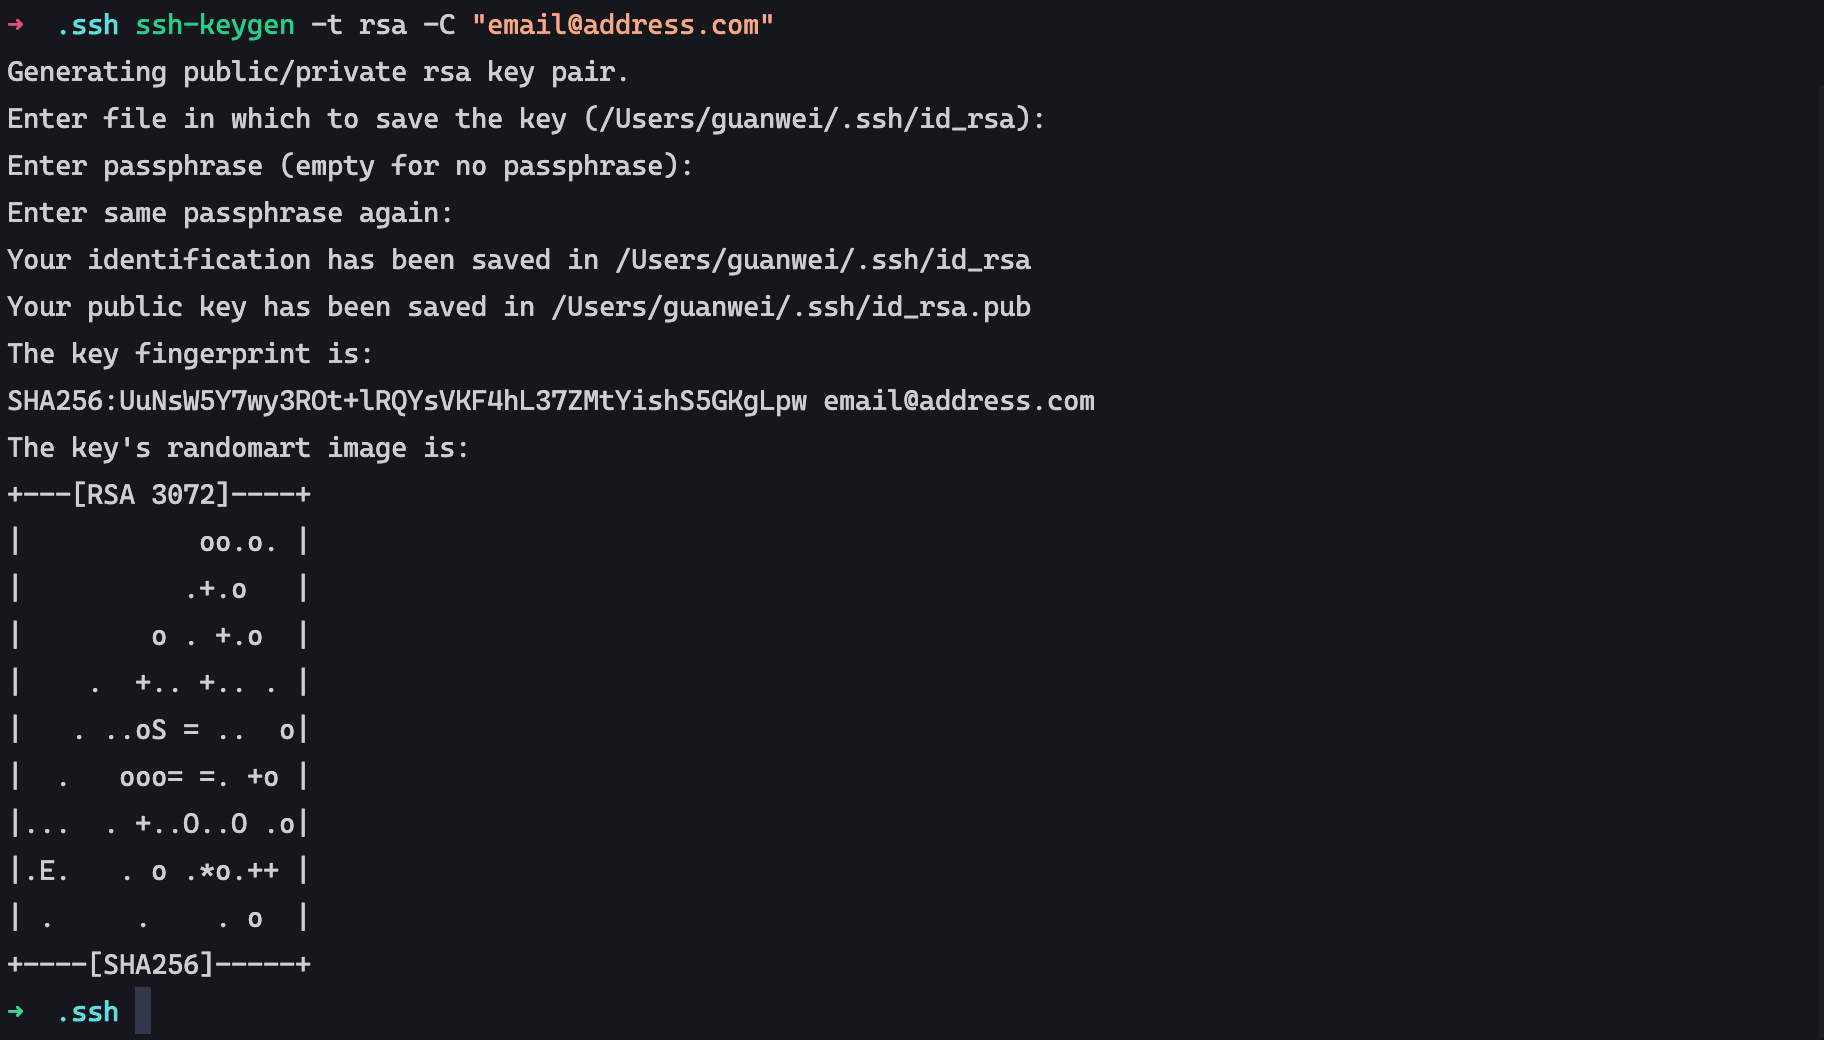 ➜  .ssh ssh-keygen -t rsa -C "email@address.com"
Generating public/private rsa key pair.
Enter file in which to save the key (/Users/guanwei/.ssh/id_rsa):
Enter passphrase (empty for no passphrase):
Enter same passphrase again:
Your identification has been saved in /Users/guanwei/.ssh/id_rsa
Your public key has been saved in /Users/guanwei/.ssh/id_rsa.pub
The key fingerprint is:
SHA256:UuNsW5Y7wy3ROt+lRQYsVKF4hL37ZMtYishS5GKgLpw email@address.com
The key's randomart image is:
+---[RSA 3072]----+
|           oo.o. |
|          .+.o   |
|        o . +.o  |
|    .  +.. +.. . |
|   . ..oS = ..  o|
|  .   ooo= =. +o |
|...  . +..O..O .o|
|.E.   . o .*o.++ |
| .     .    . o  |
+----[SHA256]-----+
➜  .ssh